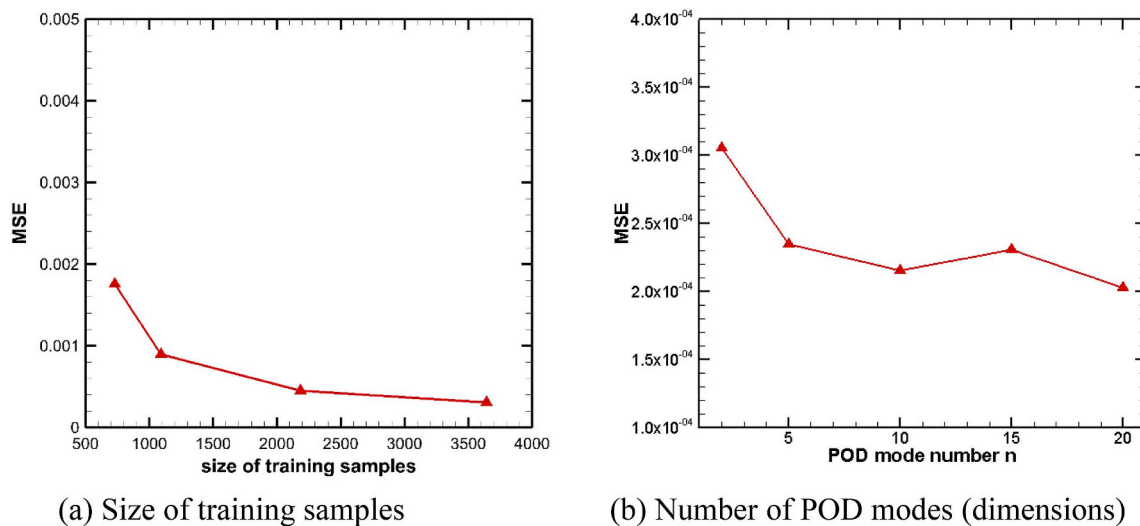 0.005
0.004
0.003
0.002
0.001
0
MSE
500 1000 1500 2000 2500 3000 3500 4000
size of training samples
(a) Size of training samples
4.0x10-04
3.5x10-04
3.0x10-04
2.5x10-04
2.0x10-04
1.5x10-04
1.0x10-04
MSE
5 10 15 20
POD mode number n
(b) Number of POD modes (dimensions)